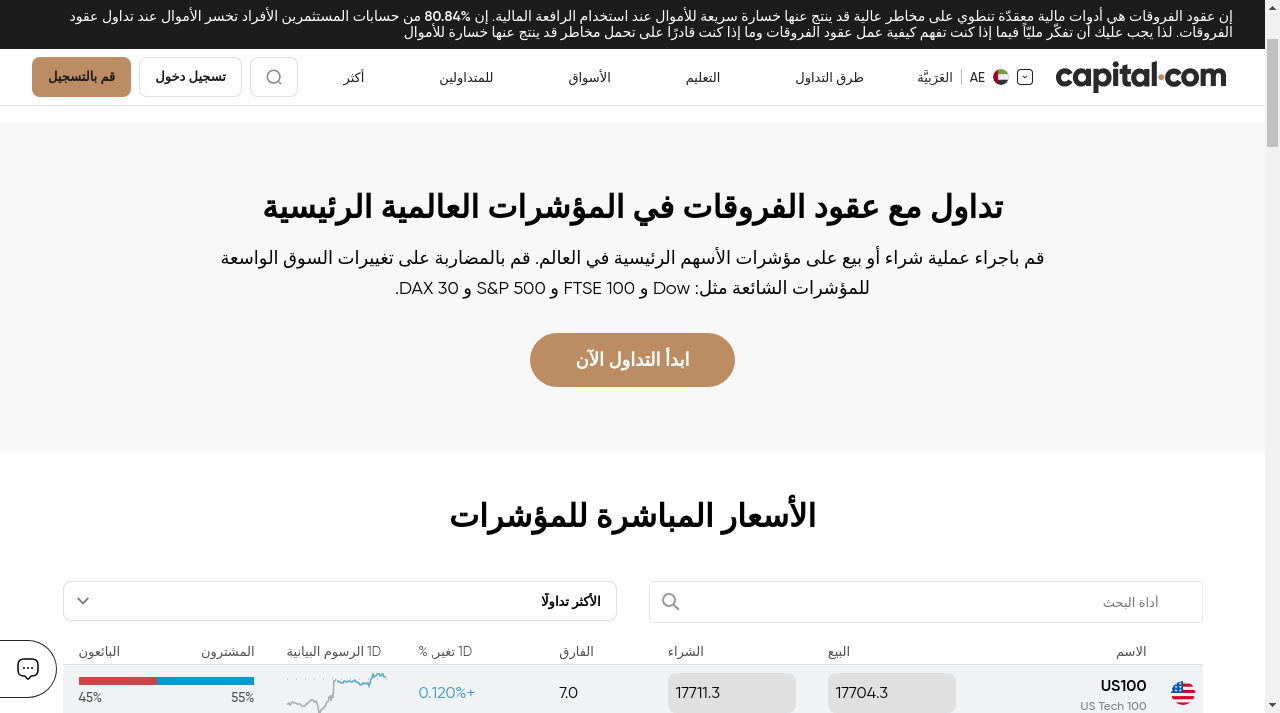 إن عقود الفروقات هي أدوات مالية معقدّة تنطوي على مخاطر عالية قد ينتج عنها خسارة سريعة للأموال عند استخدام الرافعة المالية. إن 80.84% من حسابات المستثمرين الأفراد تخسر الأموال عند تداول عقود
الفروقات. لذا يجب عليك أن تفكّر مليّاً فيما إذا كنت تفهم كيفية عمل عقود الفروقات وما إذا كنت قادرًا على تحمل مخاطر قد ينتج عنها خسارة للأموال
capital.com
AE العَرَبيَّة
طرق التداول
التعليم
الأسواق
للمتداولين
أكثر
تسجيل دخول
قم بالتسجيل
تداول مع عقود الفروقات في المؤشرات العالمية الرئيسية
قم باجراء عملية شراء أو بيع على مؤشرات الأسهم الرئيسية في العالم. قم بالمضاربة على تغييرات السوق الواسعة
للمؤشرات الشائعة مثل: Dow و FTSE 100 و S&P 500 و DAX 30.
ابدأ التداول الآن
الأسعار المباشرة للمؤشرات
أداة البحث
الأكثر تداولًا
الاسم البيع الشراء الفارق 1D تغير, % 1D الرسوم البيانية المشترون البائعون
US100 17704.3 17711.3 7.0 +0.120% 55% 45%
US Tech 100